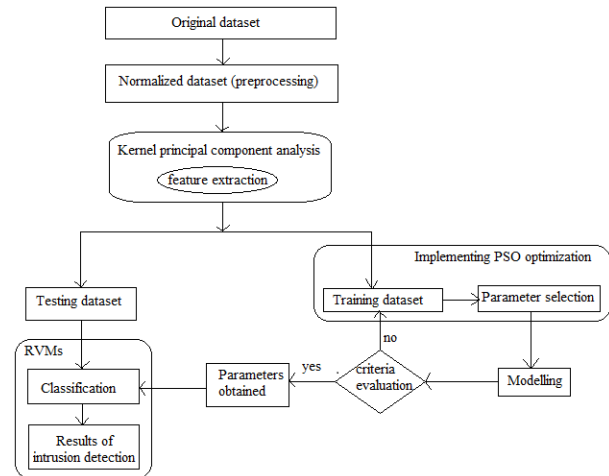 Original dataset
Normalized dataset (preprocessing)
Kernel principal component analysis
feature extraction
Implementing PSO optimization
Testing dataset
Training dataset
Parameter selection
no
RVMs
Classification
Parameters
obtained
yes
criteria
evaluation
Modelling
Results of
intrusion detection